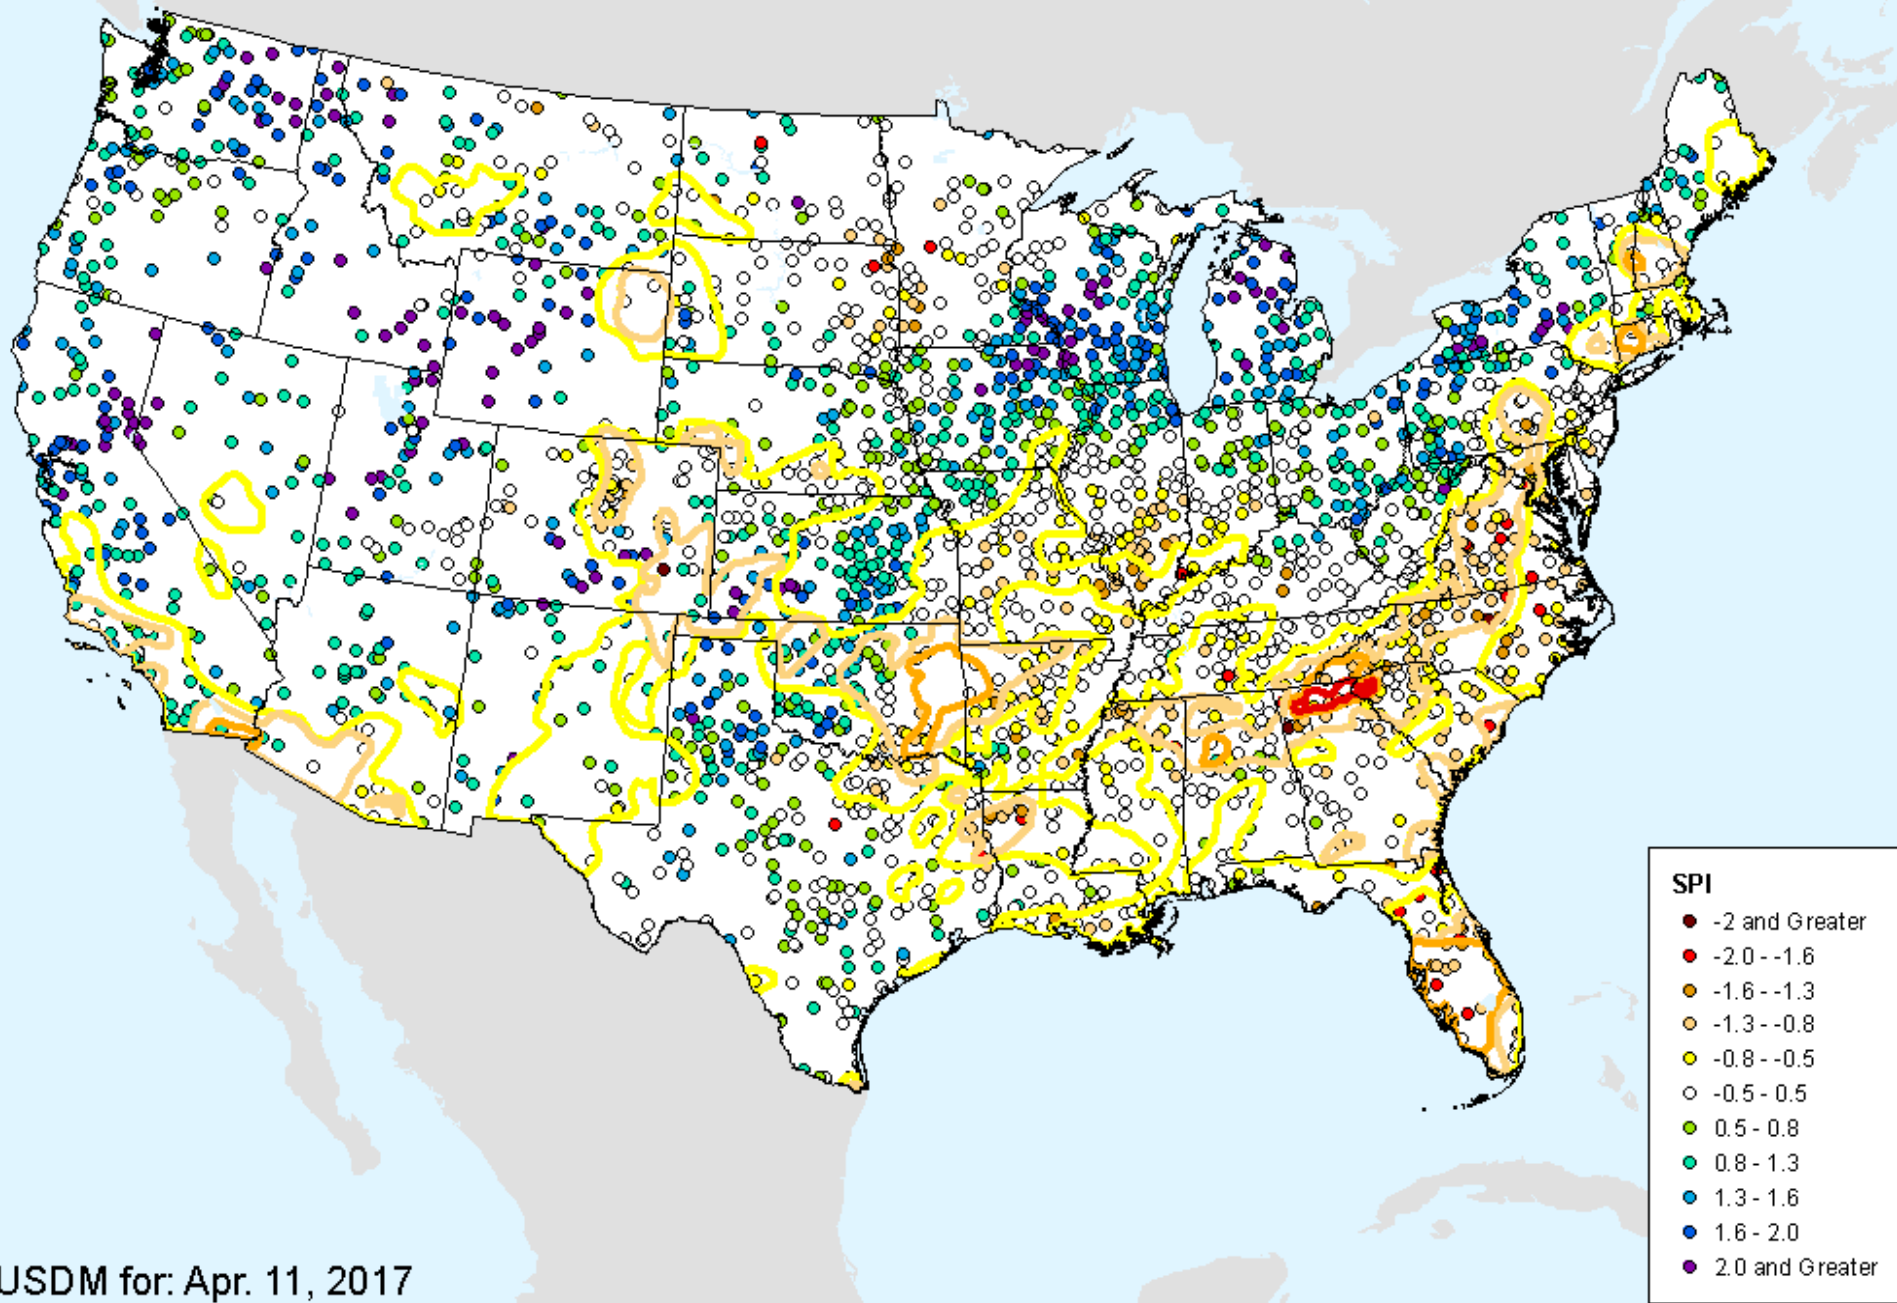 SPI
-2 and Greater
-2.0 - -1.6
-1.6 - -1.3
-1.3 - -0.8
-0.8 - -0.5
-0.5 - 0.5
0.5 - 0.8
0.8 - 1.3
1.3 - 1.6
1.6 - 2.0
2.0 and Greater
USDM for: Apr. 11, 2017